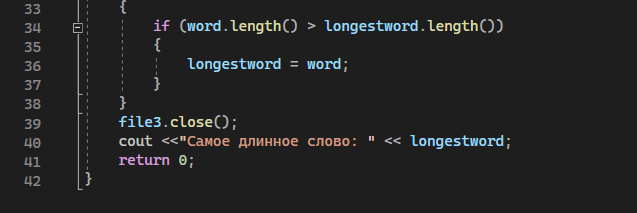 33 {
34 if (word.length() > longestword.length())
35 {
36 longestword = word;
37 }
38 }
39 file3.close();
40 cout <<"Самое длинное слово: " << longestword;
41 return 0;
42 }